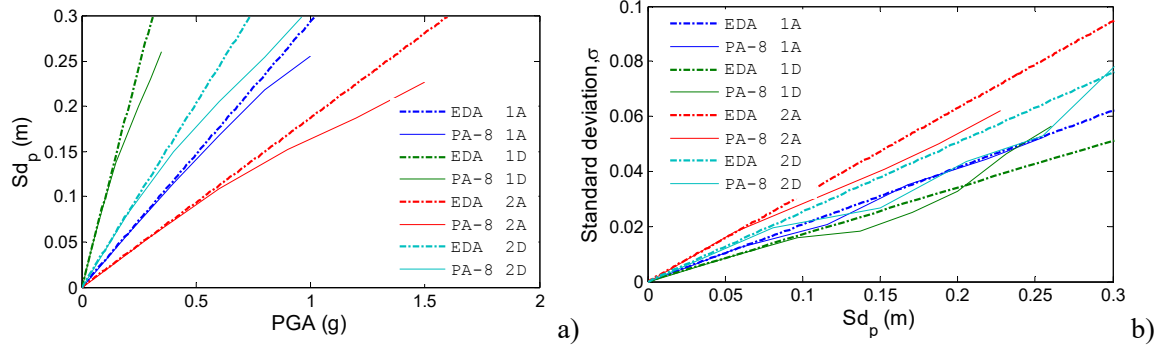 0.3
0.25
0.2
0.15
0.1
0.05
0
Sd_p (m)
0 0.5 1 1.5 2
PGA (g)
EDA 1A
PA-8 1A
EDA 1D
PA-8 1D
EDA 2A
PA-8 2A
EDA 2D
PA-8 2D
a)
0.1
0.08
0.06
0.04
0.02
0
Standard deviation,σ
0 0.05 0.1 0.15 0.2 0.25 0.3
Sd_p (m)
EDA 1A
PA-8 1A
EDA 1D
PA-8 1D
EDA 2A
PA-8 2A
EDA 2D
PA-8 2D
b)